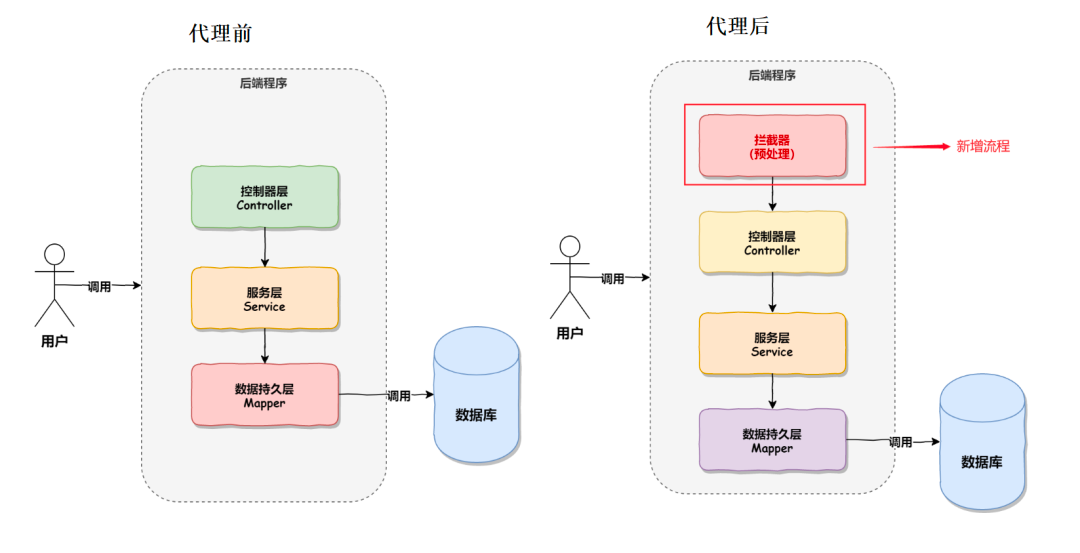 代理前
后端程序
控制器层
Controller
服务层
Service
数据持久层
Mapper
用户
调用
调用
数据库
代理后
后端程序
拦截器
（预处理）
新增流程
控制器层
Controller
服务层
Service
数据持久层
Mapper
用户
调用
调用
数据库